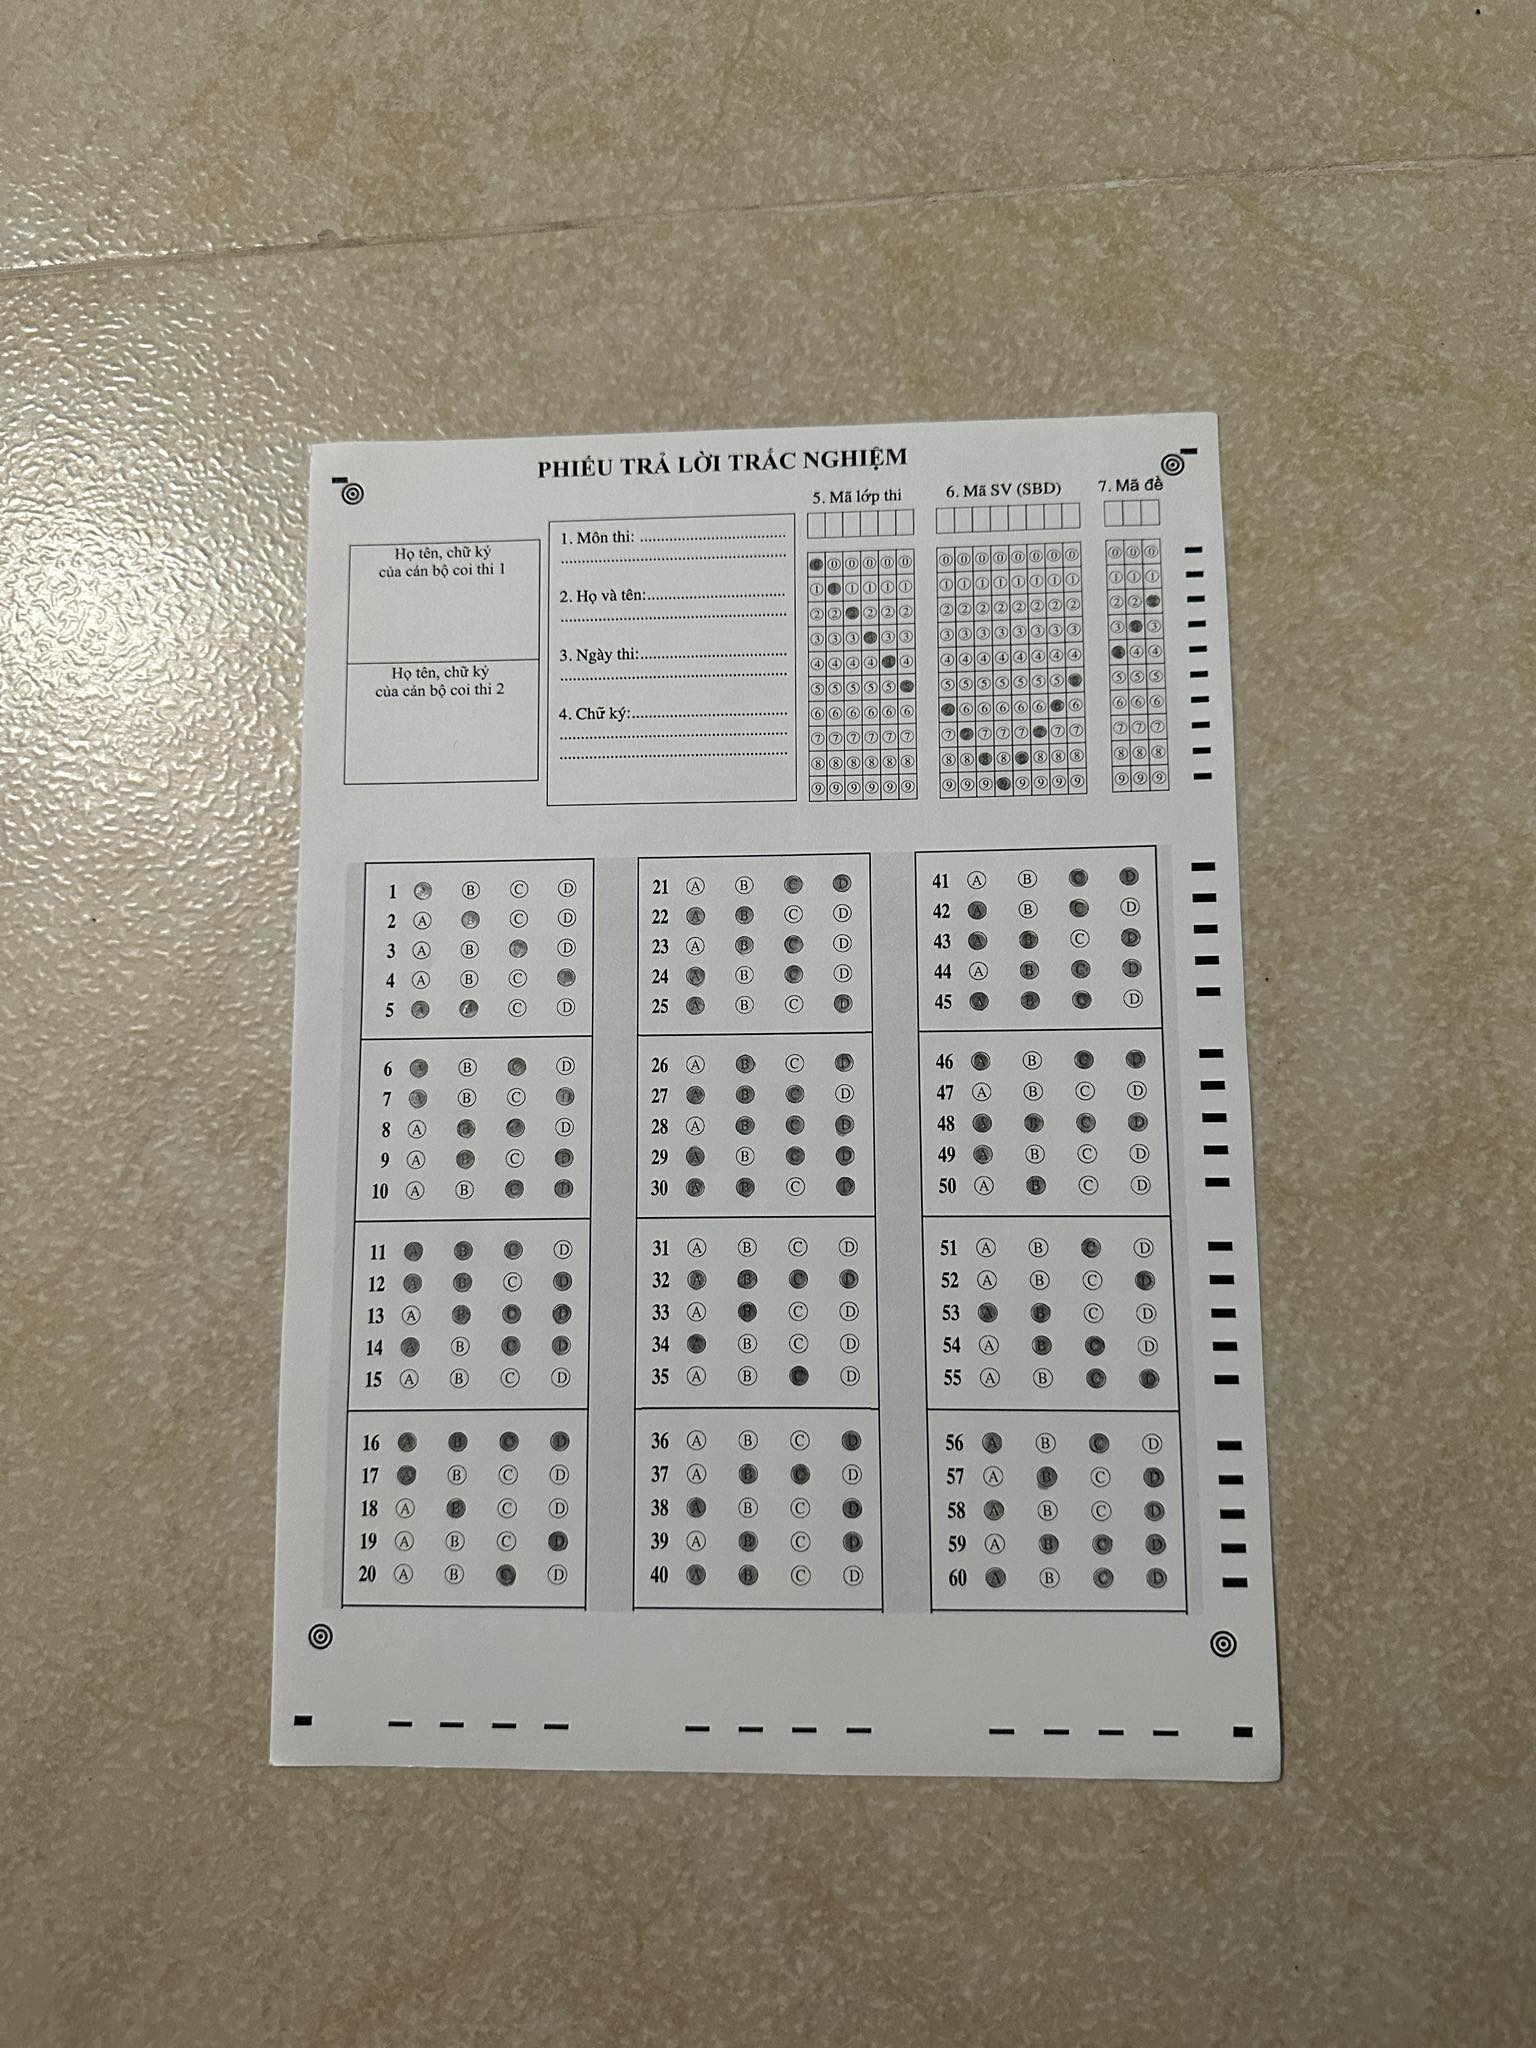 PHIẾU TRẢ LỜI TRẮC NGHIỆM
Họ tên, chữ ký
của cán bộ coi thi 1
Họ tên, chữ ký
của cán bộ coi thi 2
1. Môn thi: ....................................
........................................................
2. Họ và tên:..................................
........................................................
3. Ngày thi:....................................
........................................................
4. Chữ ký:......................................
........................................................
........................................................
5. Mã lớp thi
0 0 0 0 0
1 1 1 1 1 1
2 2 2 2 2 2
3 3 3 3 3 3
4 4 4 4 4 4
5 5 5 5 5 5
6 6 6 6 6 6
7 7 7 7 7 7
8 8 8 8 8 8
9 9 9 9 9 9
6. Mã SV (SBD)
0 0 0 0 0 0 0 0
1 1 1 1 1 1 1 1
2 2 2 2 2 2 2 2
3 3 3 3 3 3 3 3
4 4 4 4 4 4 4 4
5 5 5 5 5 5 5 5
6 6 6 6 6 6 6 6
7 7 7 7 7 7 7 7
8 8 8 8 8 8 8 8
9 9 9 9 9 9 9 9
7. Mã đề
0 0 0
1 1 1
2 2 2
3 3 3
4 4 4
5 5 5
6 6 6
7 7 7
8 8 8
9 9 9
1 B C D
2 A B C D
3 A B C D
4 A B C D
5 A B C D
6 A B C D
7 A B C D
8 A B C D
9 A B C D
10 A B C D
11 A B C D
12 A B C D
13 A B C D
14 A B C D
15 A B C D
16 A B C D
17 A B C D
18 A B C D
19 A B C D
20 A B C D
21 A B C D
22 A B C D
23 A B C D
24 A B C D
25 A B C D
26 A B C D
27 A B C D
28 A B C D
29 A B C D
30 A B C D
31 A B C D
32 A B C D
33 A B C D
34 A B C D
35 A B C D
36 A B C D
37 A B C D
38 A B C D
39 A B C D
40 A B C D
41 A B C D
42 A B C D
43 A B C D
44 A B C D
45 A B C D
46 A B C D
47 A B C D
48 A B C D
49 A B C D
50 A B C D
51 A B C D
52 A B C D
53 A B C D
54 A B C D
55 A B C D
56 A B C D
57 A B C D
58 A B C D
59 A B C D
60 A B C D